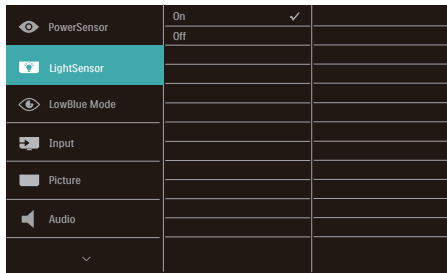 PowerSensor
LightSensor
LowBlue Mode
Input
Picture
Audio
On ✓
Off